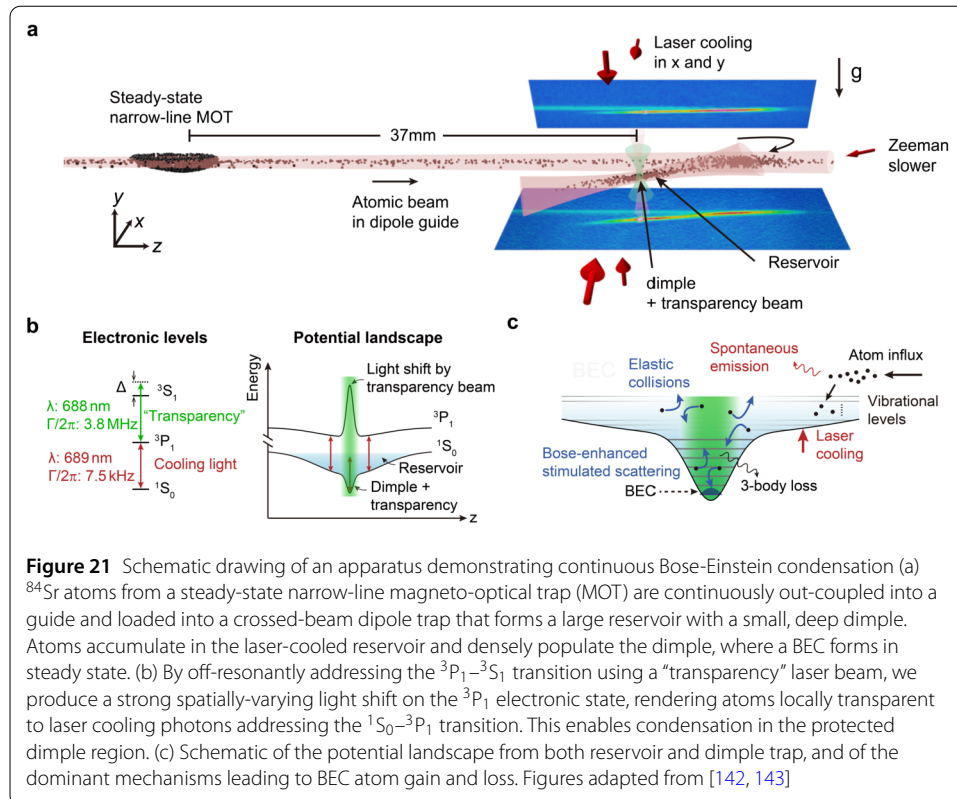 a
Laser cooling
in x and y
g
Steady-state
narrow-line MOT
37mm
Zeeman
slower
Atomic beam
in dipole guide
y
x
z
Reservoir
dimple
+ transparency beam
b
Electronic levels
Δ
³S₁
λ: 688 nm
Γ/2π: 3.8 MHz
"Transparency"
³P₁
λ: 689 nm
Γ/2π: 7.5 kHz
Cooling light
¹S₀
Potential landscape
Energy
Light shift by
transparency beam
³P₁
¹S₀
Reservoir
Dimple +
transparency
z
c
BEC
Spontaneous
emission
Atom influx
Elastic
collisions
Vibrational
levels
Laser
cooling
Bose-enhanced
stimulated scattering
3-body loss
BEC
Figure 21 Schematic drawing of an apparatus demonstrating continuous Bose-Einstein condensation (a)
⁸⁴Sr atoms from a steady-state narrow-line magneto-optical trap (MOT) are continuously out-coupled into a
guide and loaded into a crossed-beam dipole trap that forms a large reservoir with a small, deep dimple.
Atoms accumulate in the laser-cooled reservoir and densely populate the dimple, where a BEC forms in
steady state. (b) By off-resonantly addressing the ³P₁–³S₁ transition using a "transparency" laser beam, we
produce a strong spatially-varying light shift on the ³P₁ electronic state, rendering atoms locally transparent
to laser cooling photons addressing the ¹S₀–³P₁ transition. This enables condensation in the protected
dimple region. (c) Schematic of the potential landscape from both reservoir and dimple trap, and of the
dominant mechanisms leading to BEC atom gain and loss. Figures adapted from [142, 143]